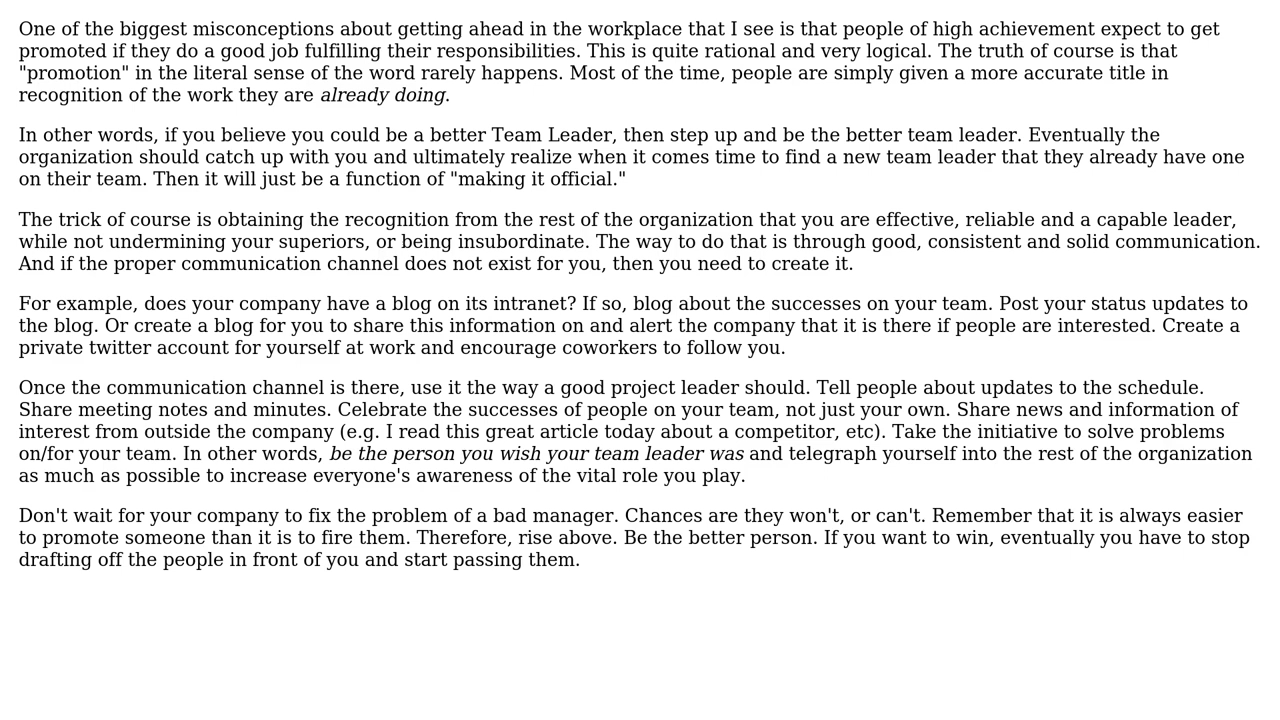 One of the biggest misconceptions about getting ahead in the workplace that I see is that people of high achievement expect to get
promoted if they do a good job fulfilling their responsibilities. This is quite rational and very logical. The truth of course is that
"promotion" in the literal sense of the word rarely happens. Most of the time, people are simply given a more accurate title in
recognition of the work they are already doing.
In other words, if you believe you could be a better Team Leader, then step up and be the better team leader. Eventually the
organization should catch up with you and ultimately realize when it comes time to find a new team leader that they already have one
on their team. Then it will just be a function of "making it official."
The trick of course is obtaining the recognition from the rest of the organization that you are effective, reliable and a capable leader,
while not undermining your superiors, or being insubordinate. The way to do that is through good, consistent and solid communication.
And if the proper communication channel does not exist for you, then you need to create it.
For example, does your company have a blog on its intranet? If so, blog about the successes on your team. Post your status updates to
the blog. Or create a blog for you to share this information on and alert the company that it is there if people are interested. Create a
private twitter account for yourself at work and encourage coworkers to follow you.
Once the communication channel is there, use it the way a good project leader should. Tell people about updates to the schedule.
Share meeting notes and minutes. Celebrate the successes of people on your team, not just your own. Share news and information of
interest from outside the company (e.g. I read this great article today about a competitor, etc). Take the initiative to solve problems
on/for your team. In other words, be the person you wish your team leader was and telegraph yourself into the rest of the organization
as much as possible to increase everyone's awareness of the vital role you play.
Don't wait for your company to fix the problem of a bad manager. Chances are they won't, or can't. Remember that it is always easier
to promote someone than it is to fire them. Therefore, rise above. Be the better person. If you want to win, eventually you have to stop
drafting off the people in front of you and start passing them.